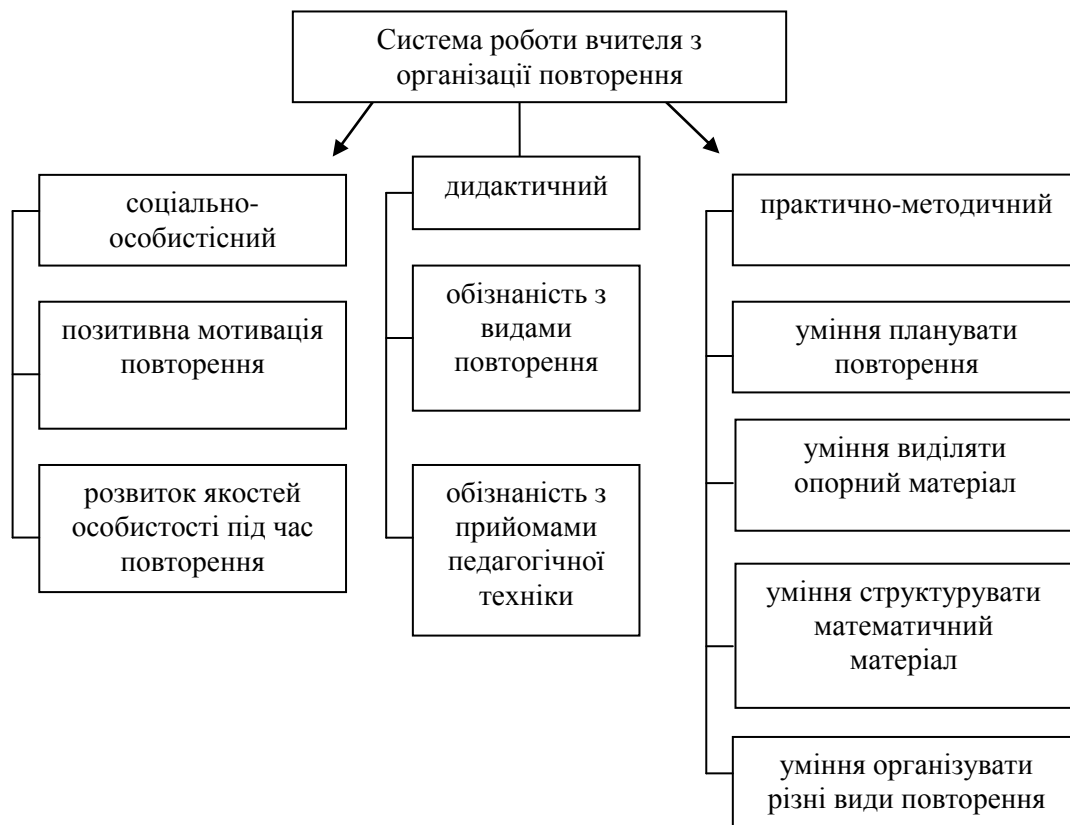 Система роботи вчителя з
організації повторення
соціально-
особистісний
позитивна мотивація
повторення
розвиток якостей
особистості під час
повторення
дидактичний
обізнаність з
видами
повторення
обізнаність з
прийомами
педагогічної
техніки
практично-методичний
уміння планувати
повторення
уміння виділяти
опорний матеріал
уміння структурувати
математичний
матеріал
уміння організувати
різні види повторення